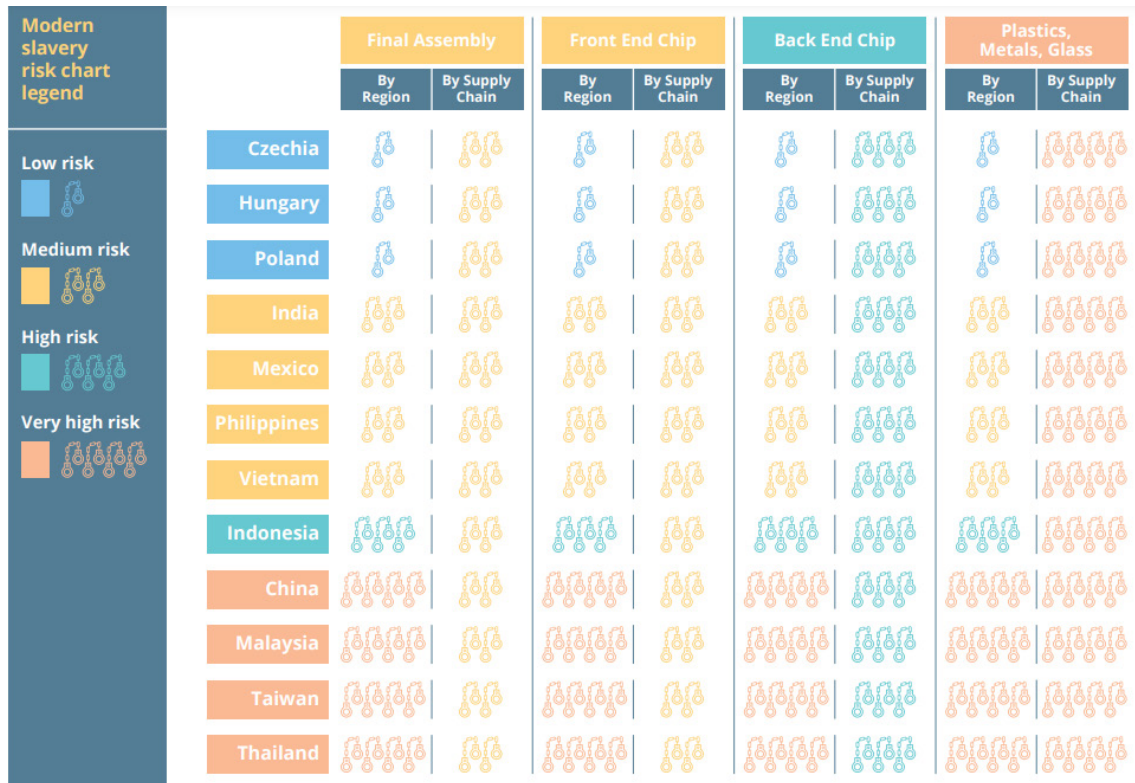 Modern
slavery
risk chart
legend
Low risk
Medium risk
High risk
Very high risk
Final Assembly
Front End Chip
Back End Chip
Plastics,
Metals, Glass
By
Region
By Supply
Chain
By
Region
By Supply
Chain
By
Region
By Supply
Chain
By
Region
By Supply
Chain
Czechia
Hungary
Poland
India
Mexico
Philippines
Vietnam
Indonesia
China
Malaysia
Taiwan
Thailand